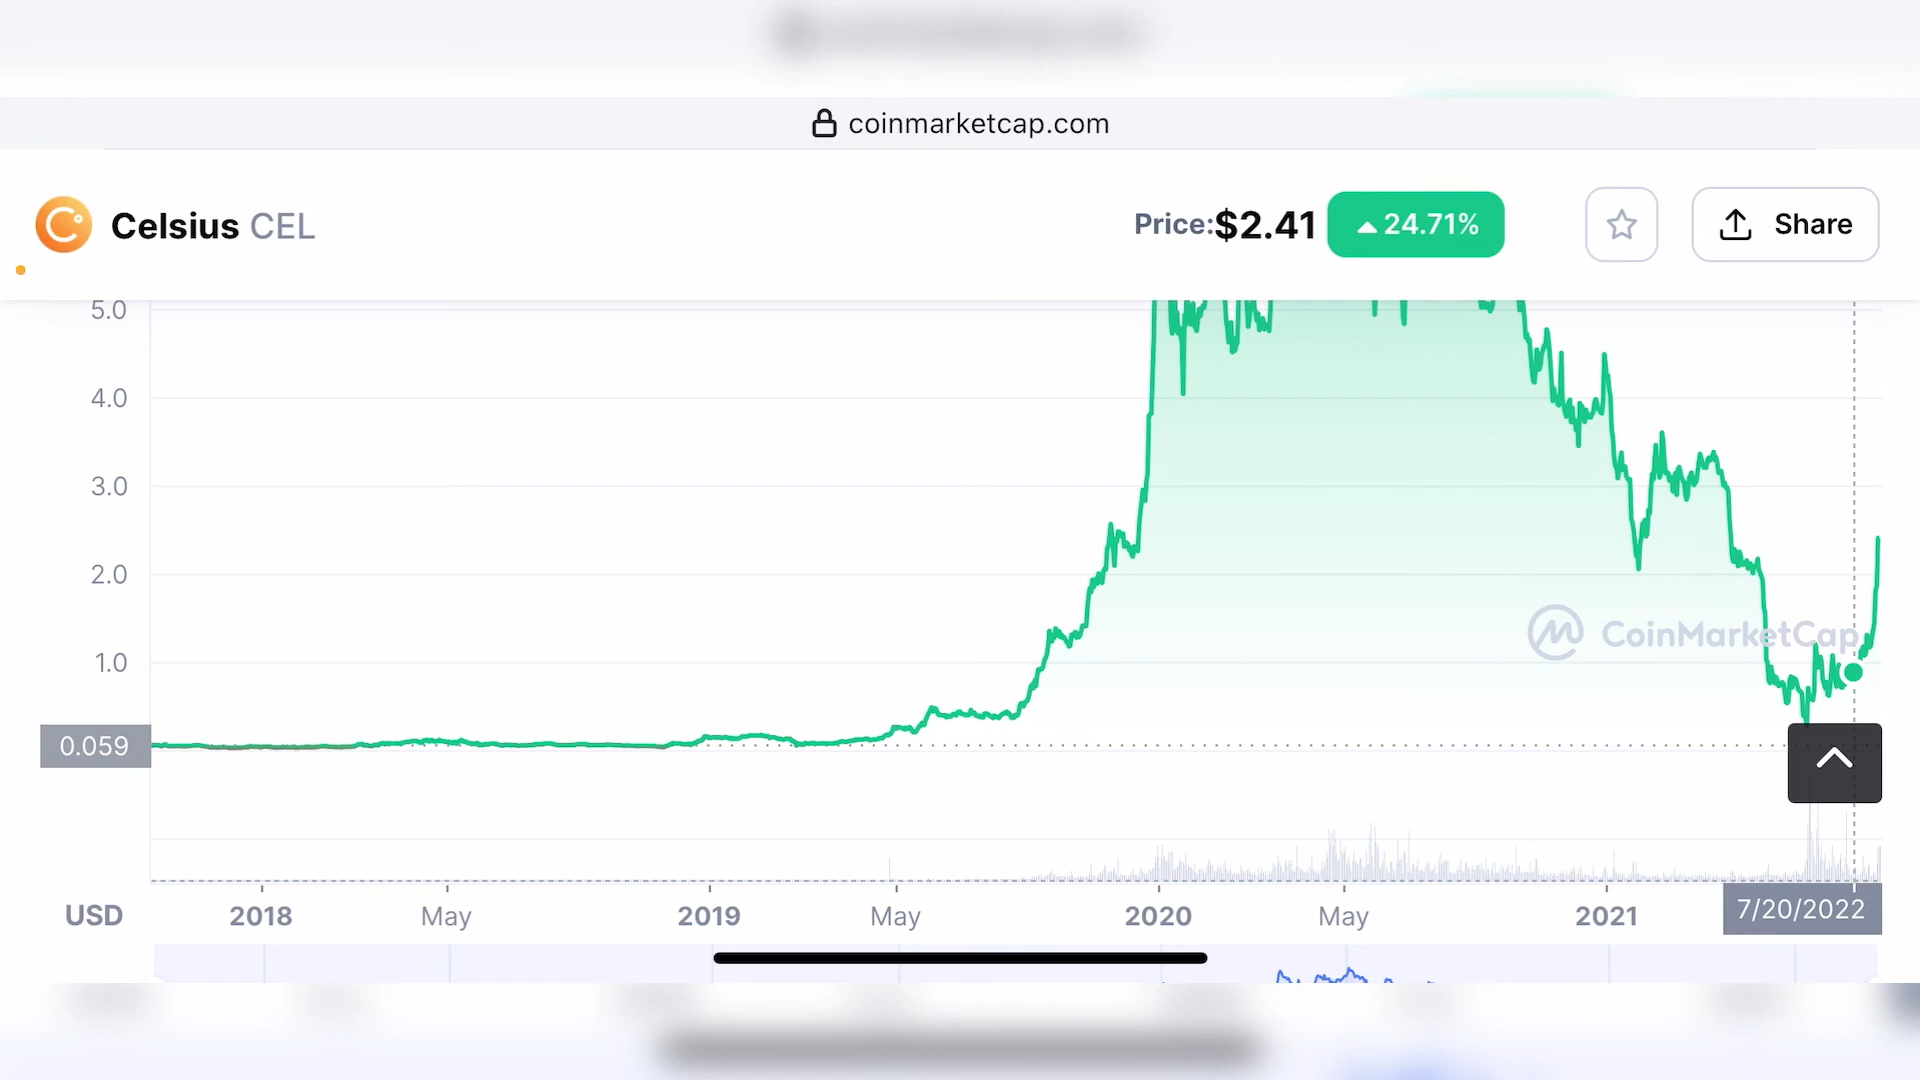 coinmarketcap.com
Celsius CEL
Price:$2.41 ▲24.71%
Share
5.0
4.0
3.0
2.0
CoinMarketCap
1.0
0.059
USD 2018 May 2019 May 2020 May 2021 7/20/2022